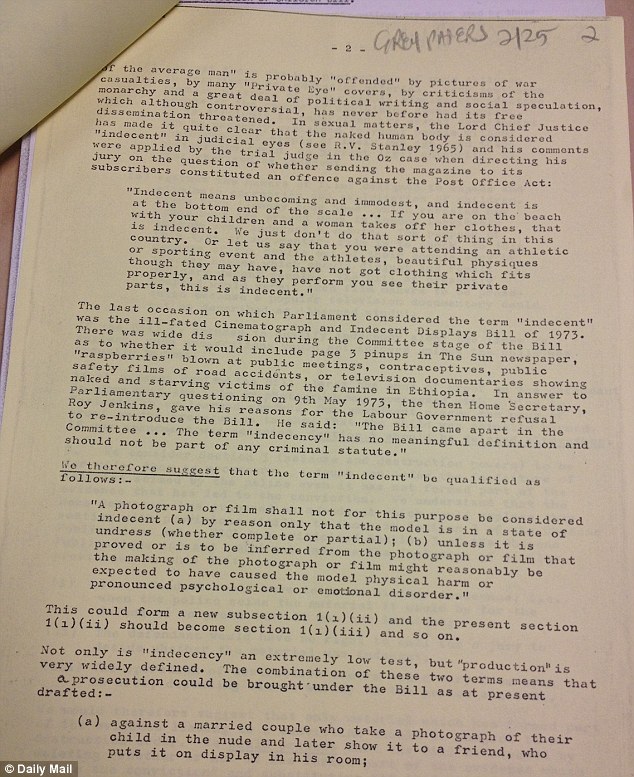 Children Bill.
- 2 -
GREY PAPERS 2/25 2
of the average man" is probably "offended" by pictures of war
casualties, by many "Private Eye" covers, by criticisms of the
monarchy and a great deal of political writing and social speculation,
which although controversial, has never before had its free
dissemination threatened. In sexual matters, the Lord Chief Justice
has made it quite clear that the naked human body is considered
"indecent" in judicial eyes (see R.V. Stanley 1965) and his comments
were applied by the trial judge in the Oz case when directing his
jury on the question of whether sending the magazine to its
subscribers constituted an offence against the Post Office Act:
"Indecent means unbecoming and immodest, and indecent is
at the bottom end of the scale ... If you are on the beach
with your children and a woman takes off her clothes, that
is indecent. We just don't do that sort of thing in this
country. Or let us say that you were attending an athletic
or sporting event and the athletes, beautiful physiques
though they may have, have not got clothing which fits
properly, and as they perform you see their private
parts, this is indecent."
The last occasion on which Parliament considered the term "indecent"
was the ill-fated Cinematograph and Indecent Displays Bill of 1973.
There was wide dis sion during the Committee stage of the Bill
as to whether it would include page 3 pinups in The Sun newspaper,
"raspberries" blown at public meetings, contraceptives, public
safety films of road accidents, or television documentaries showing
naked and starving victims of the famine in Ethiopia. In answer to
Parliamentary questioning on 9th May 1973, the then Home Secretary,
Roy Jenkins, gave his reasons for the Labour Government refusal
to re-introduce the Bill. He said: "The Bill came apart in the
Committee ... The term "indecency" has no meaningful definition and
should not be part of any criminal statute."
We therefore suggest that the term "indecent" be qualified as
follows:-
"A photograph or film shall not for this purpose be considered
indecent (a) by reason only that the model is in a state of
undress (whether complete or partial); (b) unless it is
proved or is to be inferred from the photograph or film that
the making of the photograph or film might reasonably be
expected to have caused the model physical harm or
pronounced psychological or emotional disorder."
This could form a new subsection 1(1)(ii) and the present section
1(1)(ii) should become section 1(1)(iii) and so on.
Not only is "indecency" an extremely low test, but "production" is
very widely defined. The combination of these two terms means that
a prosecution could be brought under the Bill as at present
drafted:-
(a) against a married couple who take a photograph of their
child in the nude and later show it to a friend, who
puts it on display in his room;
© Daily Mail